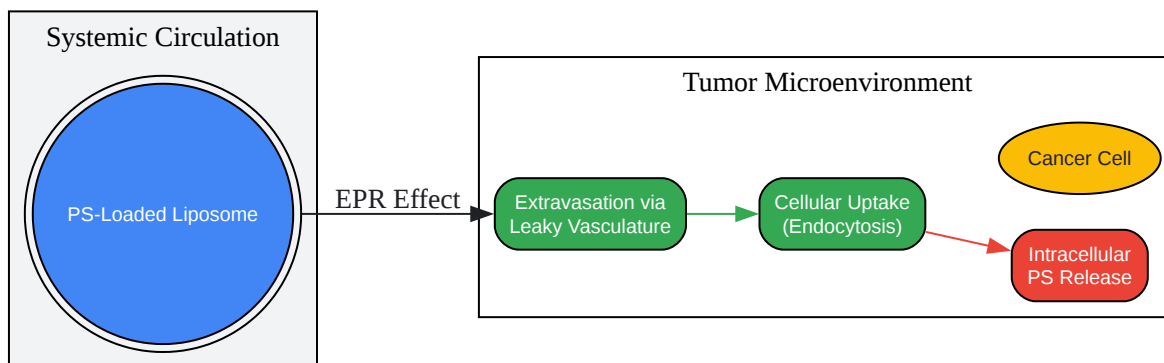 Systemic Circulation
PS-Loaded Liposome
EPR Effect
Tumor Microenvironment
Extravasation via
Leaky Vasculature
Cellular Uptake
(Endocytosis)
Cancer Cell
Intracellular
PS Release